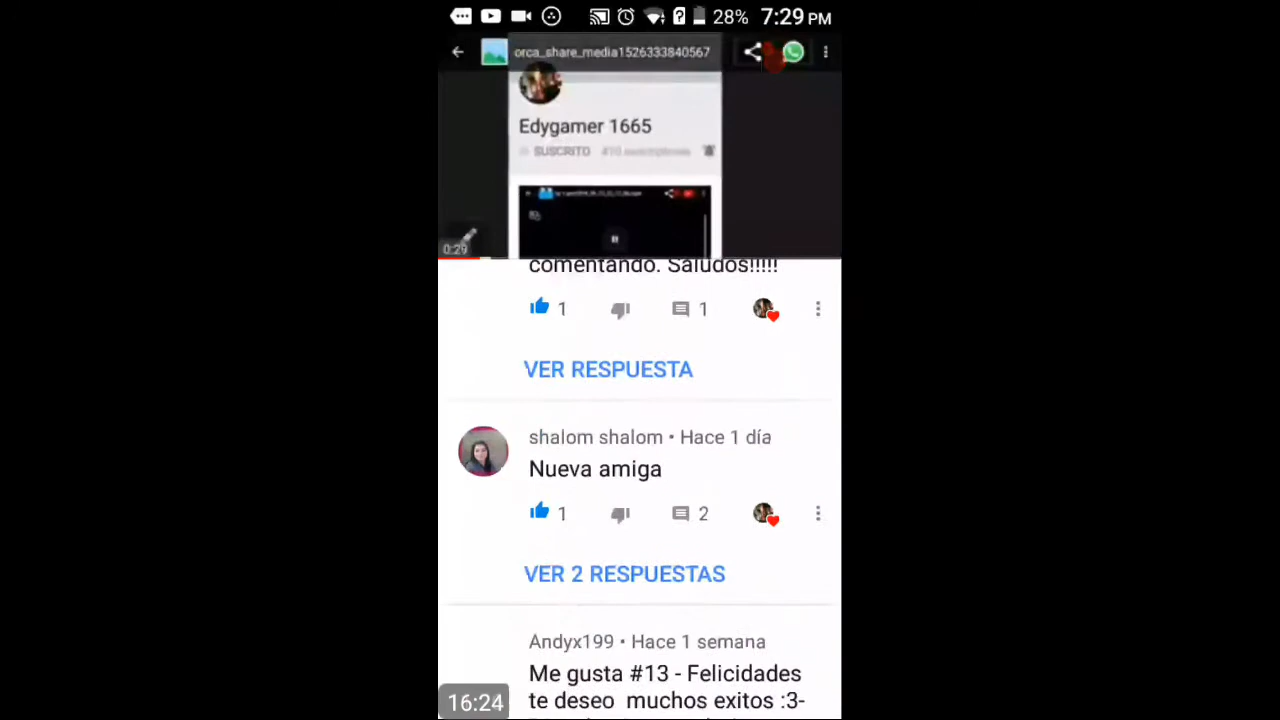 28% 7:29 PM
orca_share_media1526333840567
Edygamer 1665
SUSCRITO
0:29
comentando. Saludos!!!!!
1 1
VER RESPUESTA
shalom shalom • Hace 1 día
Nueva amiga
1 2
VER 2 RESPUESTAS
Andyx199 • Hace 1 semana
Me gusta #13 - Felicidades
te deseo muchos exitos :3-
16:24